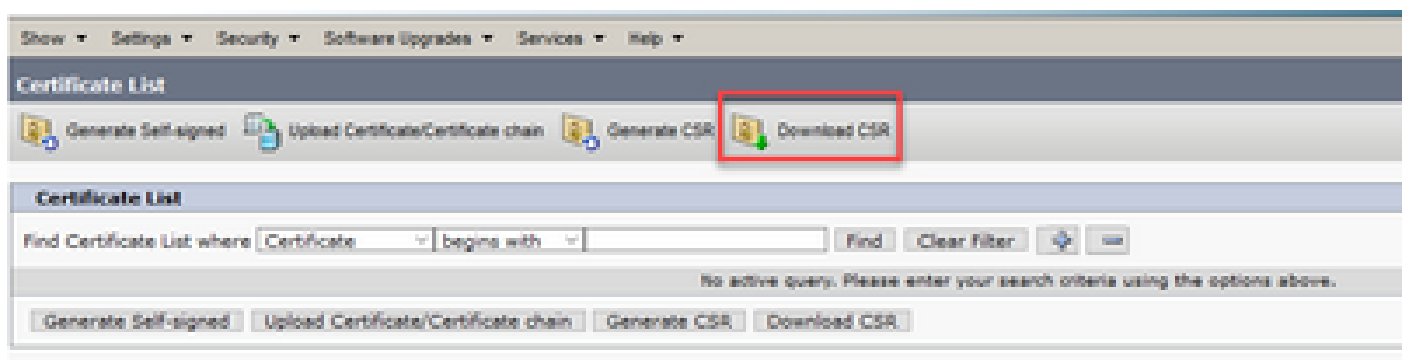 Show Settings Security Software Upgrades Services Help
Certificate List
Generate Self-signed Upload Certificate/Certificate chain Generate CSR Download CSR
Certificate List
Find Certificate List where Certificate begins with Find Clear Filter
No active query. Please enter your search criteria using the options above.
Generate Self-signed Upload Certificate/Certificate chain Generate CSR Download CSR